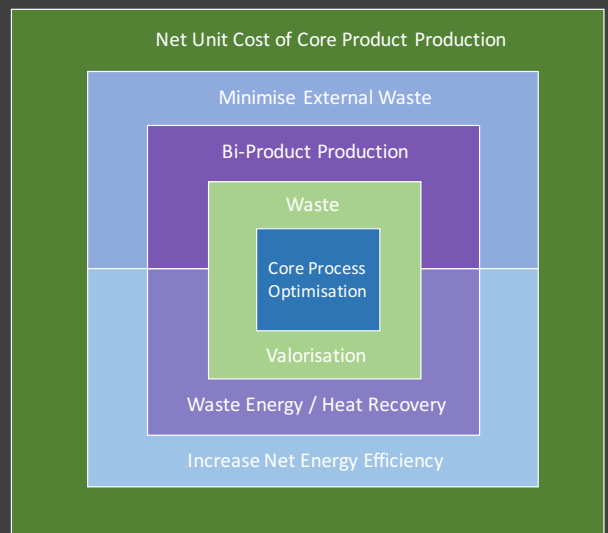 Net Unit Cost of Core Product Production
Minimise External Waste
Bi-Product Production
Waste
Core Process
Optimisation
Valorisation
Waste Energy / Heat Recovery
Increase Net Energy Efficiency